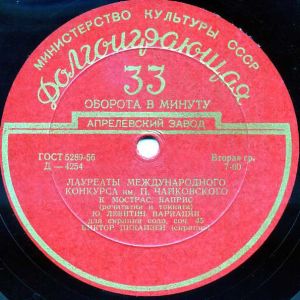 МИНИСТЕРСТВО КУЛЬТУРЫ СССР
Долгоиграющая
33
ОБОРОТА В МИНУТУ
АПРЕЛЕВСКИЙ ЗАВОД
ГОСТ 5289-56
Д — 4254
Вторая гр.
7-00
ЛАУРЕАТЫ МЕЖДУНАРОДНОГО
КОНКУРСА им. П. ЧАЙКОВСКОГО
К. МОСТРАС. КАПРИС
(речитатив и токката)
Ю. ЛЕВИТИН. ВАРИАЦИИ
для скрипки соло, соч. 45
ВИКТОР ПИКАЙЗЕН (скрипка)